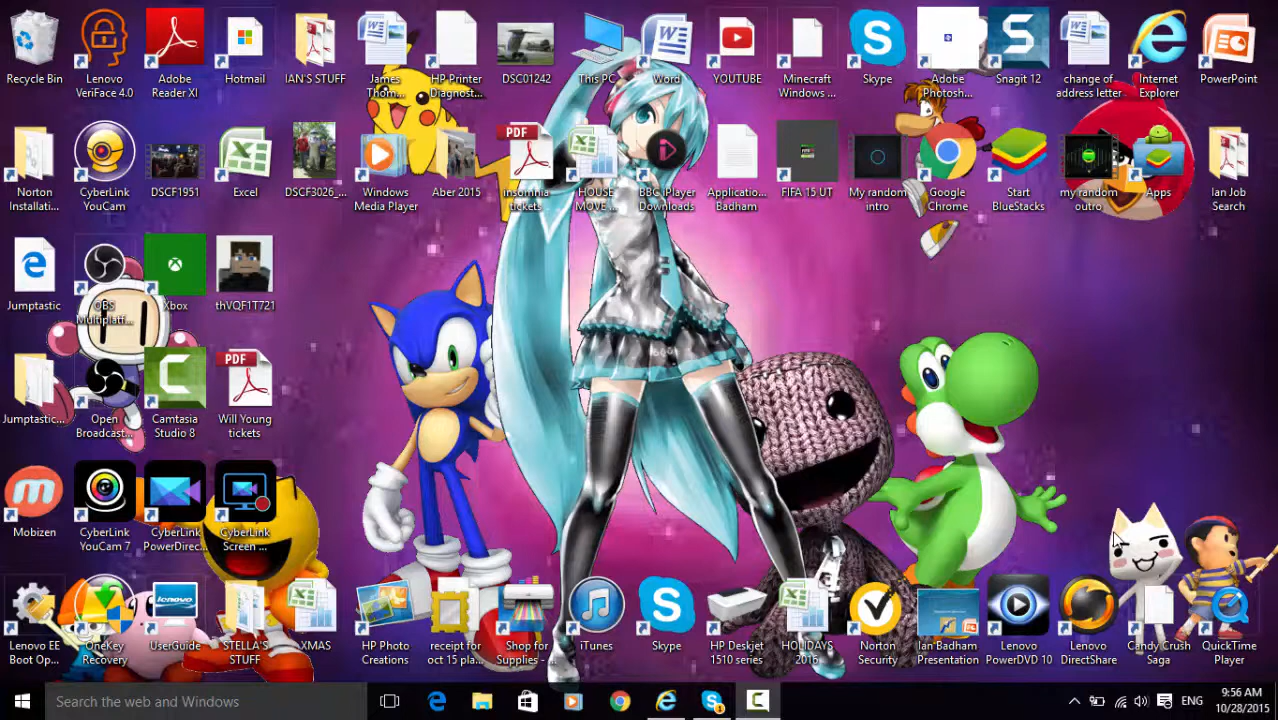 Recycle Bin
Lenovo
VeriFace 4.0
Adobe
Reader XI
Hotmail
IAN'S STUFF
James
Thorn...
HP Printer
Diagnost...
DSC01242
This PC
Word
YOUTUBE
Minecraft
Windows ...
Skype
Adobe
Photosh...
Snagit 12
change of
address letter
Internet
Explorer
PowerPoint
Norton
Installati...
CyberLink
YouCam
DSCF1951
Excel
DSCF3026_...
Windows
Media Player
Aber 2015
PDF
insomnia
tickets
HOUSE
MOVE ...
BBC iPlayer
Downloads
Applicatio...
Badham
FIFA 15 UT
My random
intro
Google
Chrome
Start
BlueStacks
my random
outro
Apps
Ian Job
Search
Jumptastic
OBS
Multiplatf...
Xbox
thVQF1T721
Jumptastic...
Open
Broadcast...
Camtasia
Studio 8
PDF
Will Young
tickets
Mobizen
CyberLink
YouCam 7
CyberLink
PowerDirec...
CyberLink
Screen ...
Lenovo EE
Boot Op...
OneKey
Recovery
lenovo
UserGuide
STELLA'S
STUFF
XMAS
HP Photo
Creations
receipt for
oct 15 pla...
Shop for
Supplies - ...
iTunes
Skype
HP Deskjet
1510 series
HOLIDAYS
2016
Norton
Security
Ian Badham
Presentation
Lenovo
PowerDVD 10
Lenovo
DirectShare
Candy Crush
Saga
QuickTime
Player
Search the web and Windows
ENG
9:56 AM
10/28/2015